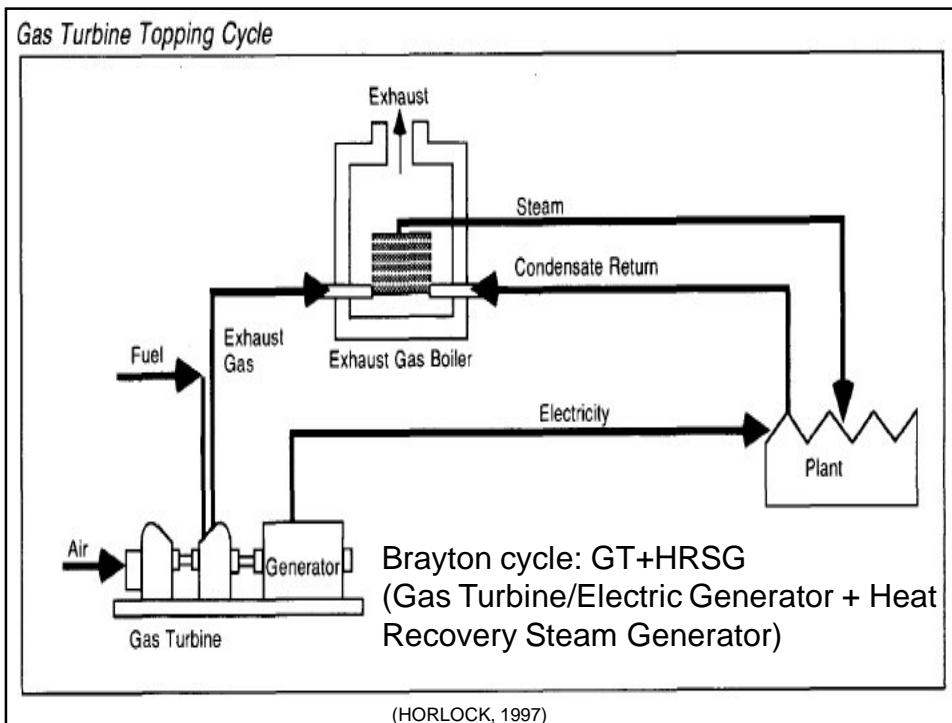 Gas Turbine Topping Cycle
Exhaust
Steam
Condensate Return
Exhaust
Gas
Fuel
Exhaust Gas Boiler
Electricity
Plant
Air
Generator
Gas Turbine
Brayton cycle: GT+HRSG
(Gas Turbine/Electric Generator + Heat
Recovery Steam Generator)
(HORLOCK, 1997)